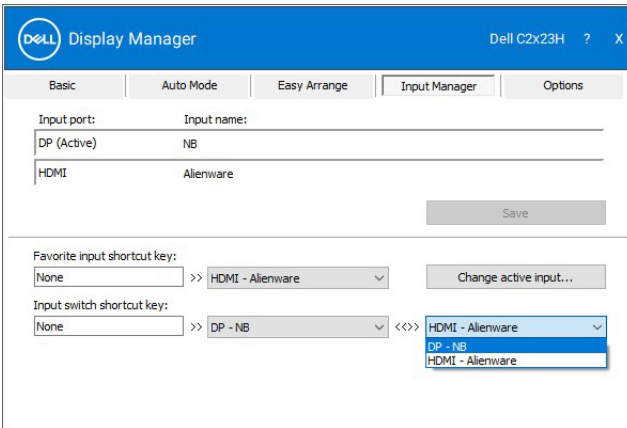 DELL Display Manager Dell C2x23H ? X
Basic Auto Mode Easy Arrange Input Manager Options
Input port: Input name:
DP (Active) NB
HDMI Alienware
Save
Favorite input shortcut key:
None >> HDMI - Alienware Change active input...
Input switch shortcut key:
None >> DP - NB <<>> HDMI - Alienware
DP - NB
HDMI - Alienware